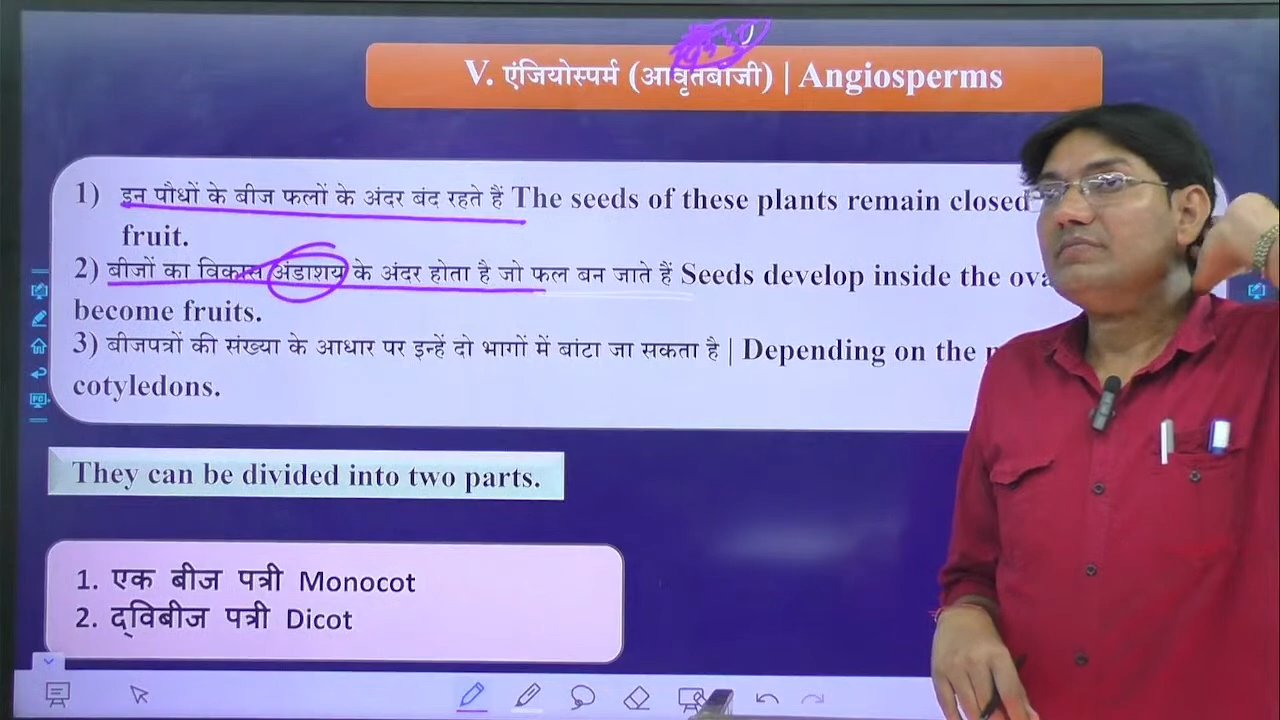 V. एंजियोस्पर्म (आवृतबीजी) | Angiosperms
1) इन पौधों के बीज फलों के अंदर बंद रहते हैं The seeds of these plants remain closed
fruit.
2) बीजों का विकास अंडाशय के अंदर होता है जो फल बन जाते हैं Seeds develop inside the
become fruits.
3) बीजपत्रों की संख्या के आधार पर इन्हें दो भागों में बांटा जा सकता है | Depending on the
cotyledons.
They can be divided into two parts.
1. एक बीज पत्री Monocot
2. द्विबीज पत्री Dicot